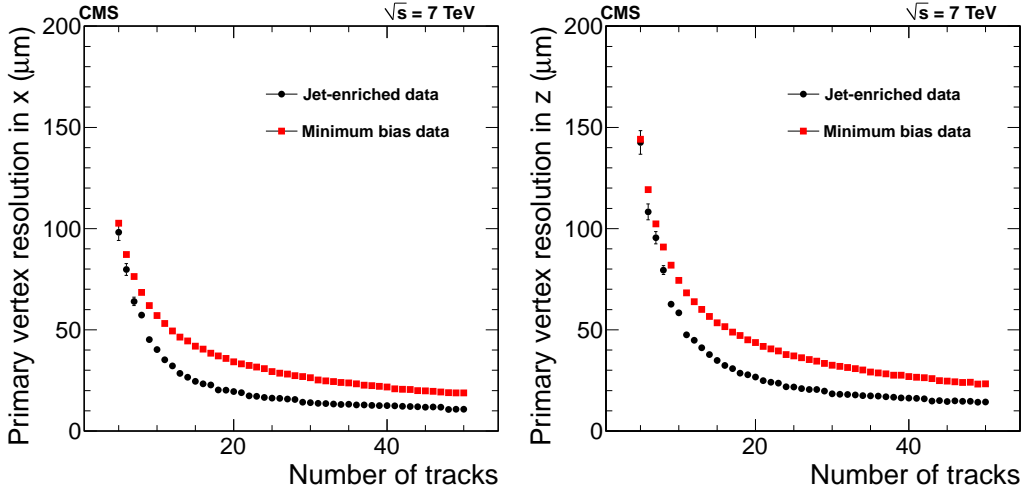 CMS
√s = 7 TeV
Primary vertex resolution in x (μm)
200
150
100
50
0
Jet-enriched data
Minimum bias data
20
40
Number of tracks
CMS
√s = 7 TeV
Primary vertex resolution in z (μm)
200
150
100
50
0
Jet-enriched data
Minimum bias data
20
40
Number of tracks